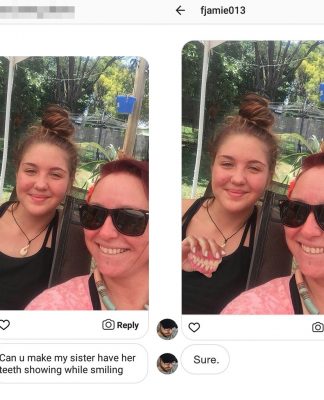 fjamie013
Reply
Can u make my sister have her
teeth showing while smiling
Sure.